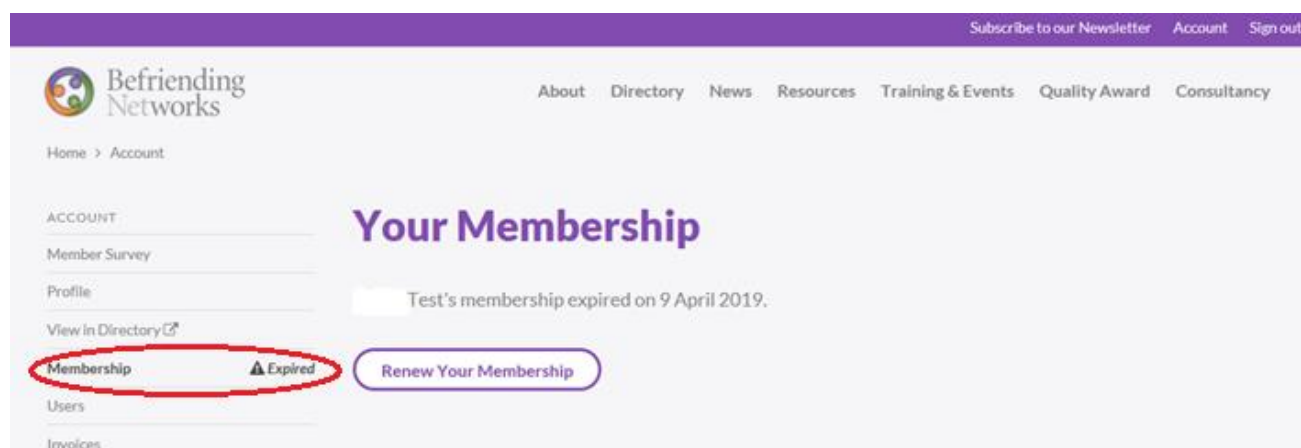 Subscribe to our Newsletter Account Sign out
Befriending
Networks
About Directory News Resources Training & Events Quality Award Consultancy
Home > Account
ACCOUNT
Member Survey
Profile
View in Directory
Membership Expired
Users
Invoices
Your Membership
Test's membership expired on 9 April 2019.
Renew Your Membership